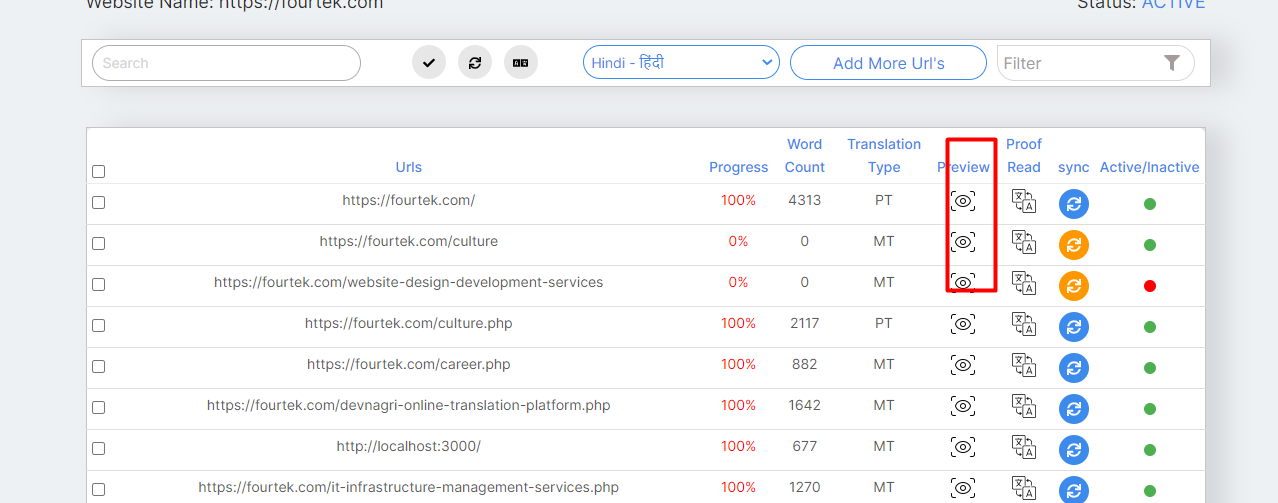 Website Name: https://fourtek.com
Status: ACTIVE
Search
Hindi - हिंदी
Add More Url's
Filter
Urls Progress Word Count Translation Type Preview Proof Read sync Active/Inactive
https://fourtek.com/ 100% 4313 PT
https://fourtek.com/culture 0% 0 MT
https://fourtek.com/website-design-development-services 0% 0 MT
https://fourtek.com/culture.php 100% 2117 PT
https://fourtek.com/career.php 100% 882 MT
https://fourtek.com/devnagri-online-translation-platform.php 100% 1642 MT
http://localhost:3000/ 100% 677 MT
https://fourtek.com/it-infrastructure-management-services.php 100% 1270 MT